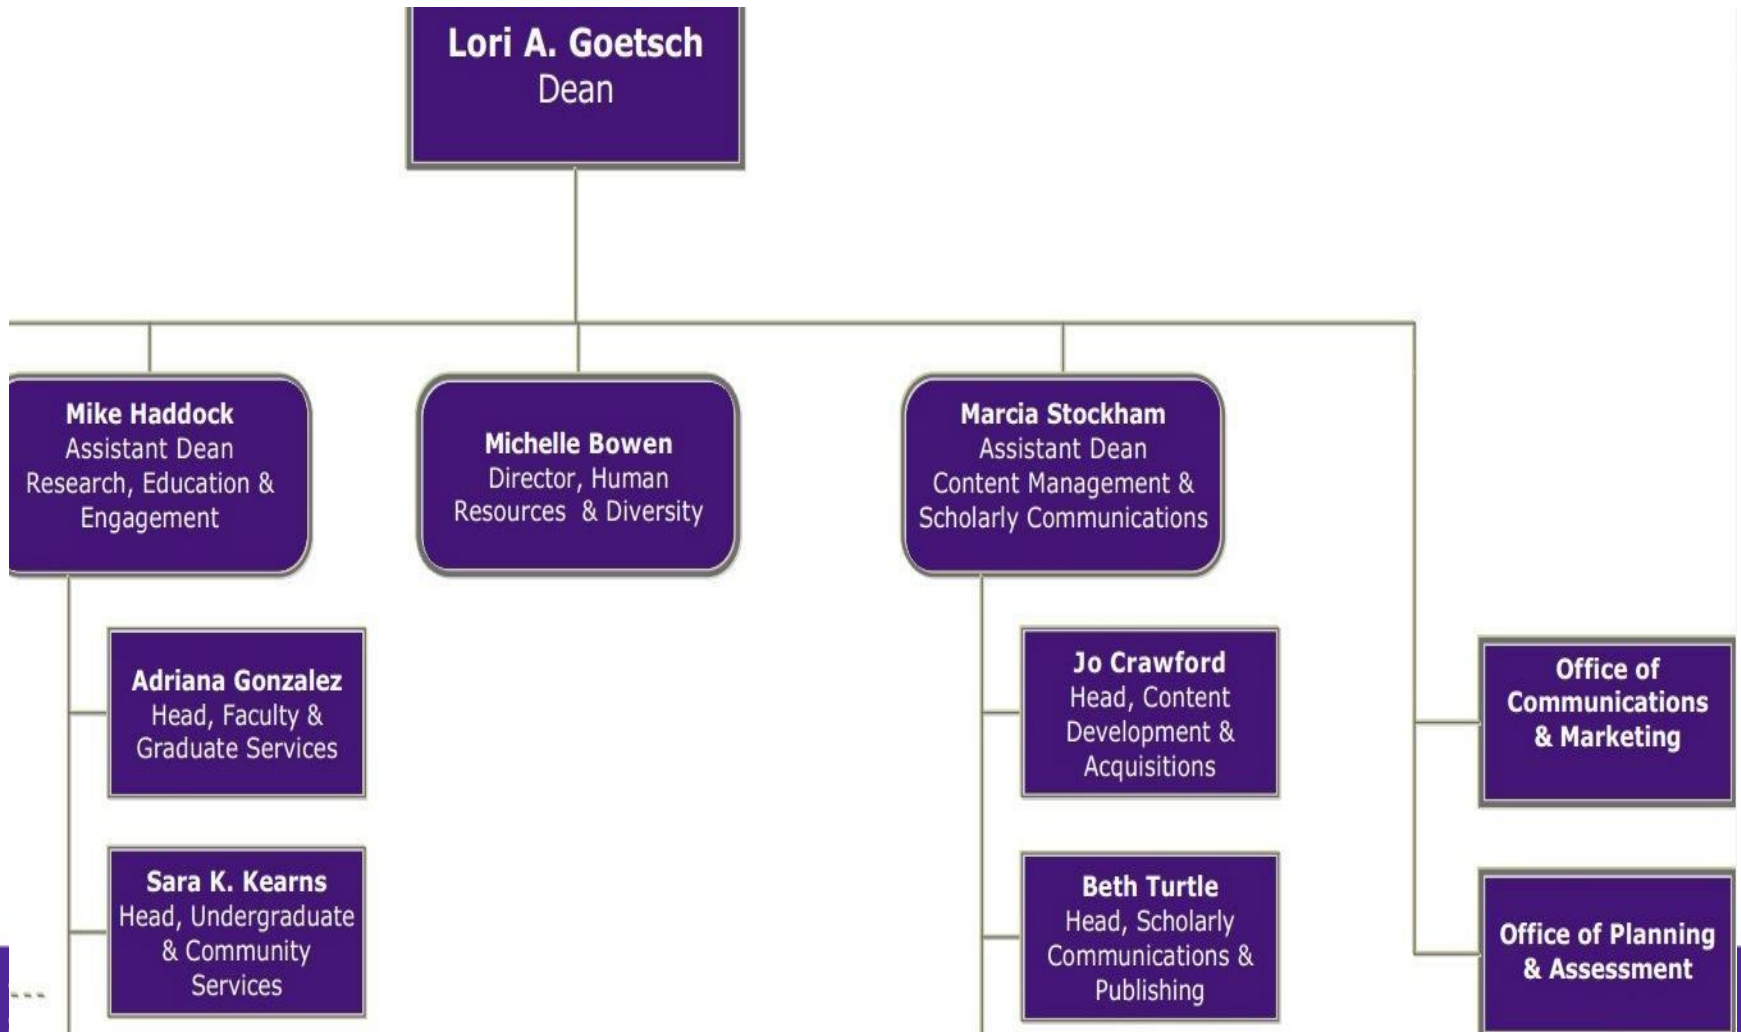 Lori A. Goetsch
Dean
Mike Haddock
Assistant Dean
Research, Education &
Engagement
Michelle Bowen
Director, Human
Resources & Diversity
Marcia Stockham
Assistant Dean
Content Management &
Scholarly Communications
Adriana Gonzalez
Head, Faculty &
Graduate Services
Sara K. Kearns
Head, Undergraduate
& Community
Services
Jo Crawford
Head, Content
Development &
Acquisitions
Beth Turtle
Head, Scholarly
Communications &
Publishing
Office of
Communications
& Marketing
Office of Planning
& Assessment